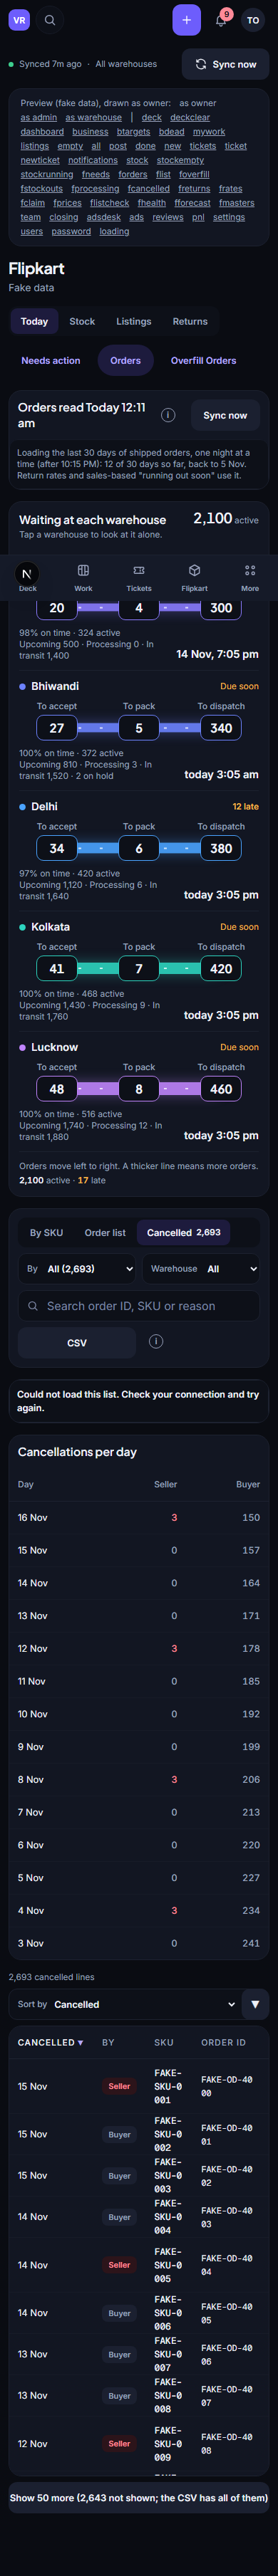 VR
9
TO
Synced 7m ago · All warehouses
Sync now
Preview (fake data), drawn as owner: as owner
as admin as warehouse | deck deckclear
dashboard business btargets bdead mywork
listings empty all post done new tickets ticket
newticket notifications stock stockempty
stockrunning fneeds forders flist foverfill
fstockouts fprocessing fcancelled freturns frates
fclaim fprices flistcheck fhealth fforecast fmasters
team closing adsdesk ads reviews pnl settings
users password loading
Flipkart
Fake data
Today Stock Listings Returns
Needs action Orders Overfill Orders
Orders read Today 12:11
am
Sync now
Loading the last 30 days of shipped orders, one night at a
time (after 10:15 PM): 12 of 30 days so far, back to 5 Nov.
Return rates and sales-based "running out soon" use it.
Waiting at each warehouse
2,100 active
Tap a warehouse to look at it alone.
N
Deck Work Tickets Flipkart More
20 4 300
98% on time · 324 active
Upcoming 500 · Processing 0 · In
transit 1,400
14 Nov, 7:05 pm
Bhiwandi Due soon
To accept To pack To dispatch
27 5 340
100% on time · 372 active
Upcoming 810 · Processing 3 · In
transit 1,520 · 2 on hold
today 3:05 am
Delhi 12 late
To accept To pack To dispatch
34 6 380
97% on time · 420 active
Upcoming 1,120 · Processing 6 · In
transit 1,640
today 3:05 pm
Kolkata Due soon
To accept To pack To dispatch
41 7 420
100% on time · 468 active
Upcoming 1,430 · Processing 9 · In
transit 1,760
today 3:05 pm
Lucknow Due soon
To accept To pack To dispatch
48 8 460
100% on time · 516 active
Upcoming 1,740 · Processing 12 · In
transit 1,880
today 3:05 pm
Orders move left to right. A thicker line means more orders.
2,100 active · 17 late
By SKU Order list Cancelled 2,693
By All (2,693) Warehouse All
Search order ID, SKU or reason
CSV
Could not load this list. Check your connection and try
again.
Cancellations per day
Day Seller Buyer
16 Nov 3 150
15 Nov 0 157
14 Nov 0 164
13 Nov 0 171
12 Nov 3 178
11 Nov 0 185
10 Nov 0 192
9 Nov 0 199
8 Nov 3 206
7 Nov 0 213
6 Nov 0 220
5 Nov 0 227
4 Nov 3 234
3 Nov 0 241
2,693 cancelled lines
Sort by Cancelled ▼
CANCELLED ▼ BY SKU ORDER ID
15 Nov Seller FAKE-SKU-0001 FAKE-OD-4000
15 Nov Buyer FAKE-SKU-0002 FAKE-OD-4001
15 Nov Buyer FAKE-SKU-0003 FAKE-OD-4002
14 Nov Buyer FAKE-SKU-0004 FAKE-OD-4003
14 Nov Seller FAKE-SKU-0005 FAKE-OD-4004
14 Nov Buyer FAKE-SKU-0006 FAKE-OD-4005
13 Nov Buyer FAKE-SKU-0007 FAKE-OD-4006
13 Nov Buyer FAKE-SKU-0008 FAKE-OD-4007
12 Nov Seller FAKE-SKU-0009 FAKE-OD-4008
Show 50 more (2,643 not shown; the CSV has all of them)